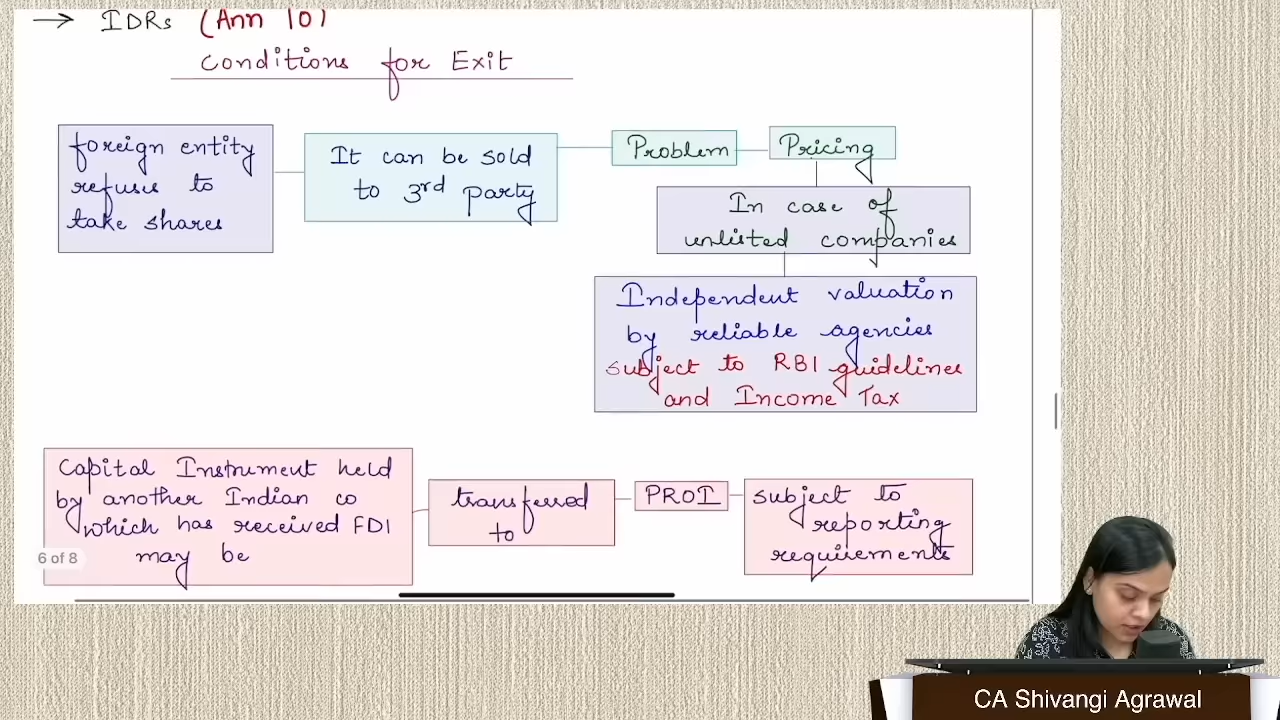 → IDRs (Ann 10)
conditions for Exit
foreign entity
refuses to
take shares
It can be sold
to 3rd party
Problem
Pricing
In case of
unlisted companies
Independent valuation
by reliable agencies
subject to RBI guidelines
and Income Tax
Capital Instrument held
by another Indian co
which has received FDI
may be
transferred
to
PROI
subject to
reporting
requirements
6 of 8
CA Shivangi Agrawal